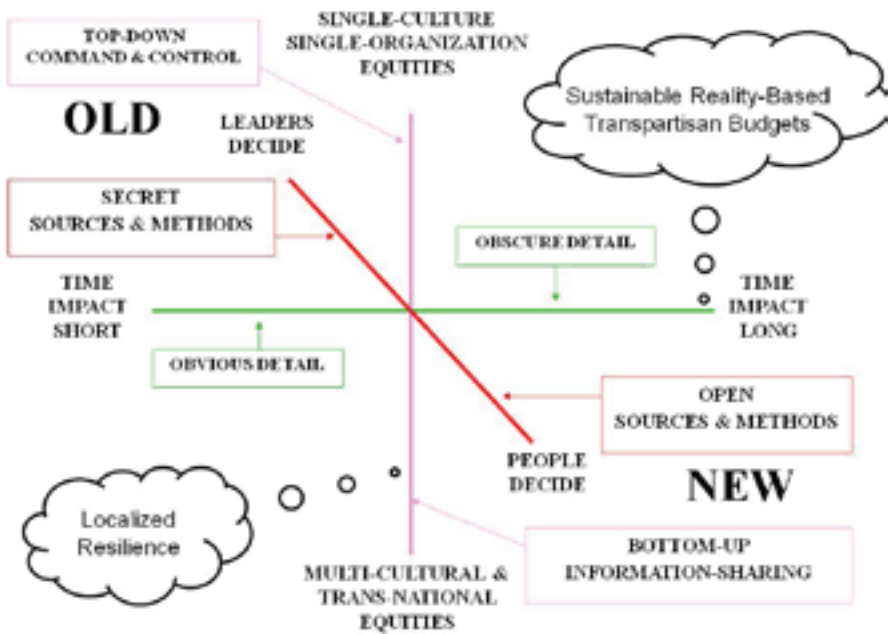 TOP-DOWN
COMMAND & CONTROL
SINGLE-CULTURE
SINGLE-ORGANIZATION
EQUITIES
Sustainable Reality-Based
Transpartisan Budgets
OLD
LEADERS
DECIDE
SECRET
SOURCES & METHODS
OBSCURE DETAIL
TIME
IMPACT
SHORT
TIME
IMPACT
LONG
OBVIOUS DETAIL
OPEN
SOURCES & METHODS
PEOPLE
DECIDE
NEW
Localized
Resilience
BOTTOM-UP
INFORMATION-SHARING
MULTI-CULTURAL &
TRANS-NATIONAL
EQUITIES